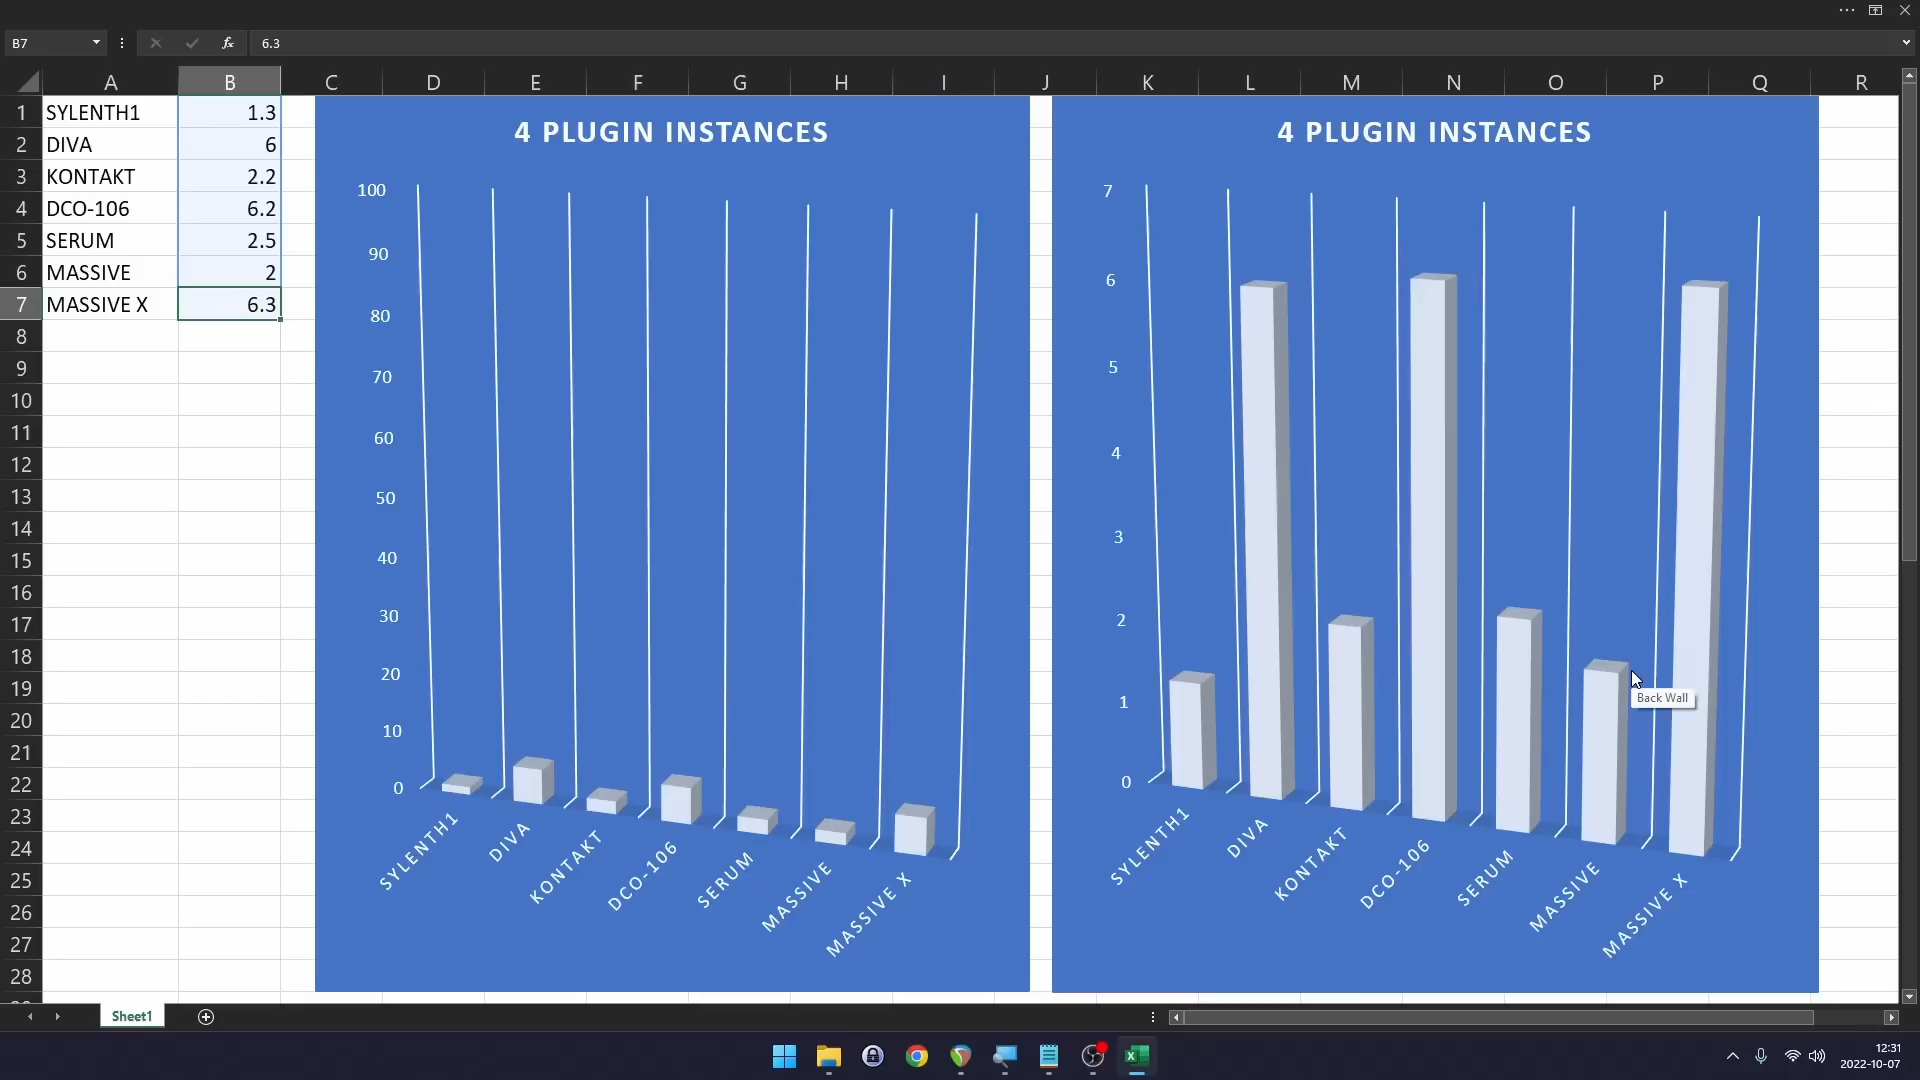 B7
fx
6.3
A B C D E F G H I J K L M N O P Q R
1 SYLENTH1 1.3
2 DIVA 6
3 KONTAKT 2.2
4 DCO-106 6.2
5 SERUM 2.5
6 MASSIVE 2
7 MASSIVE X 6.3
8
9
10
11
12
13
14
15
16
17
18
19
20
21
22
23
24
25
26
27
28
4 PLUGIN INSTANCES
100
90
80
70
60
50
40
30
20
10
0
SYLENTH1
DIVA
KONTAKT
DCO-106
SERUM
MASSIVE
MASSIVE X
4 PLUGIN INSTANCES
7
6
5
4
3
2
1
0
SYLENTH1
DIVA
KONTAKT
DCO-106
SERUM
MASSIVE
MASSIVE X
Back Wall
Sheet1
12:31
2022-10-07